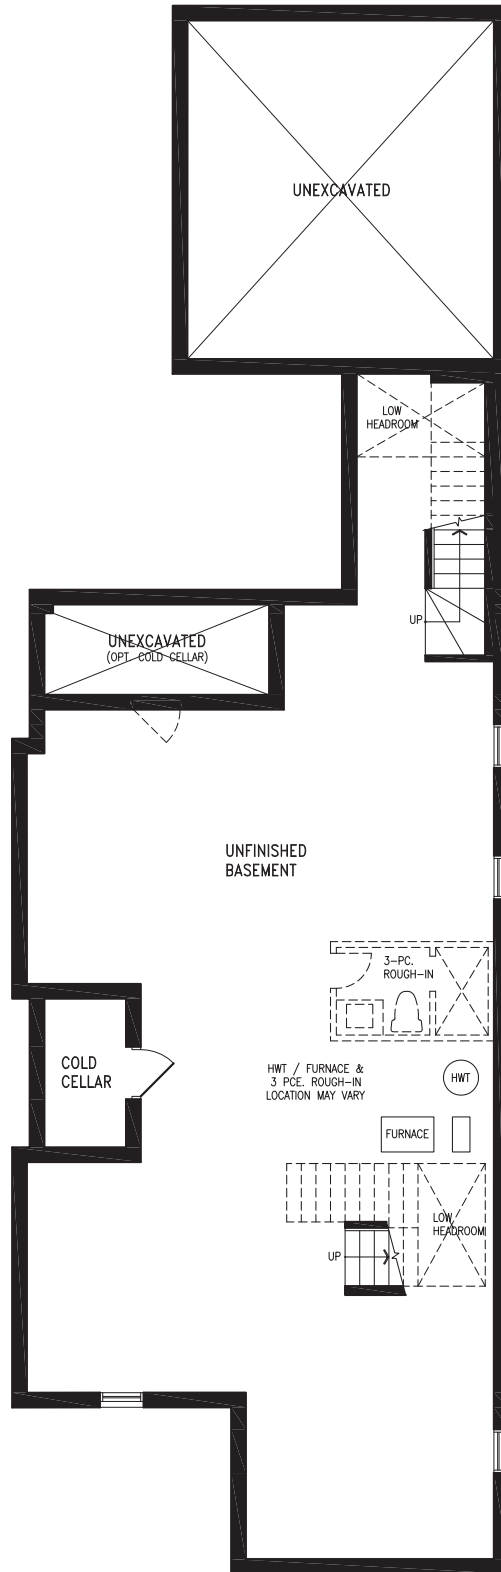 UNEXCAVATED
LOW
HEADROOM
UP
UNEXCAVATED
(OPT. COLD CELLAR)
UNFINISHED
BASEMENT
3-PC.
ROUGH-IN
COLD
CELLAR
HWT / FURNACE &
3 PCE. ROUGH-IN
LOCATION MAY VARY
HWT
FURNACE
LOW
HEADROOM
UP